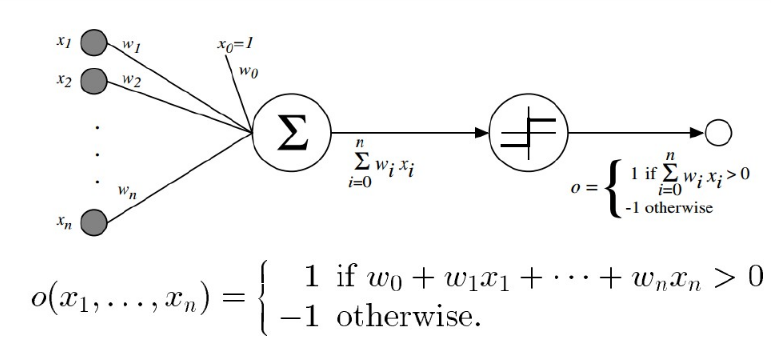 x1 w1 x0=1
w0
x2 w2
Σ
n
Σ wi xi
i=0
. 
.
.
wn
xn
n
o = { 1 if Σ wi xi > 0
i=0
-1 otherwise
o(x1, . . . , xn) = { 1 if w0 + w1x1 + · · · + wnxn > 0
−1 otherwise.